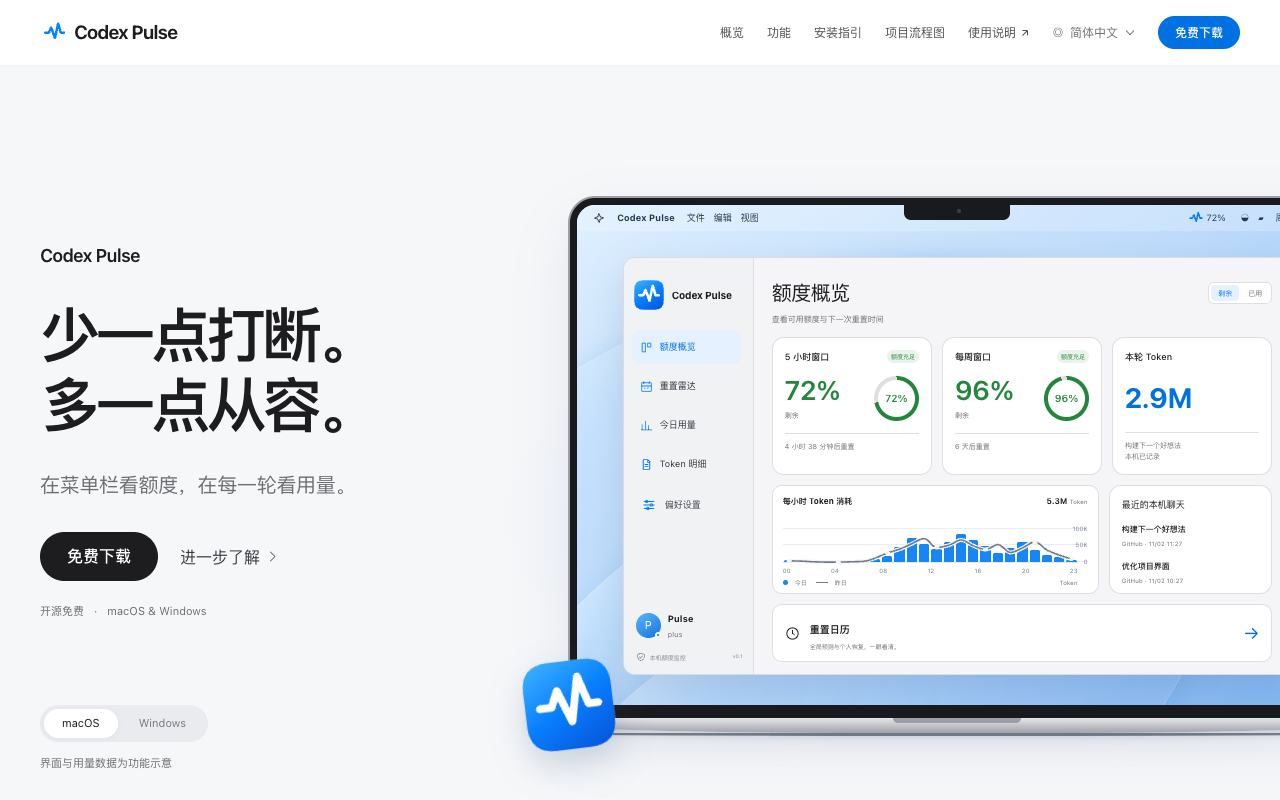 Codex Pulse
概览
功能
安装指引
项目流程图
使用说明
简体中文
免费下载
Codex Pulse
少一点打断。
多一点从容。
在菜单栏看额度，在每一轮看用量。
免费下载
进一步了解
开源免费 · macOS & Windows
macOS
Windows
界面与用量数据为功能示意
Codex Pulse 文件 编辑 视图
72%
Codex Pulse
额度概览
重置雷达
今日用量
Token 明细
偏好设置
P
Pulse
plus
本机额度监控
v0.1
额度概览
查看可用额度与下一次重置时间
剩余
已用
5 小时窗口
额度充足
72%
72%
剩余
4 小时 38 分钟后重置
每周窗口
额度充足
96%
96%
剩余
6 天后重置
本轮 Token
2.9M
构建下一个好想法
本机已记录
每小时 Token 消耗
5.3M Token
100K
50K
0
00 04 08 12 16 20 23
今日 昨日
Token
最近的本机聊天
构建下一个好想法
GitHub · 11/02 11:27
优化项目界面
GitHub · 11/02 10:27
重置日历
全局预测与个人恢复，一眼看清。